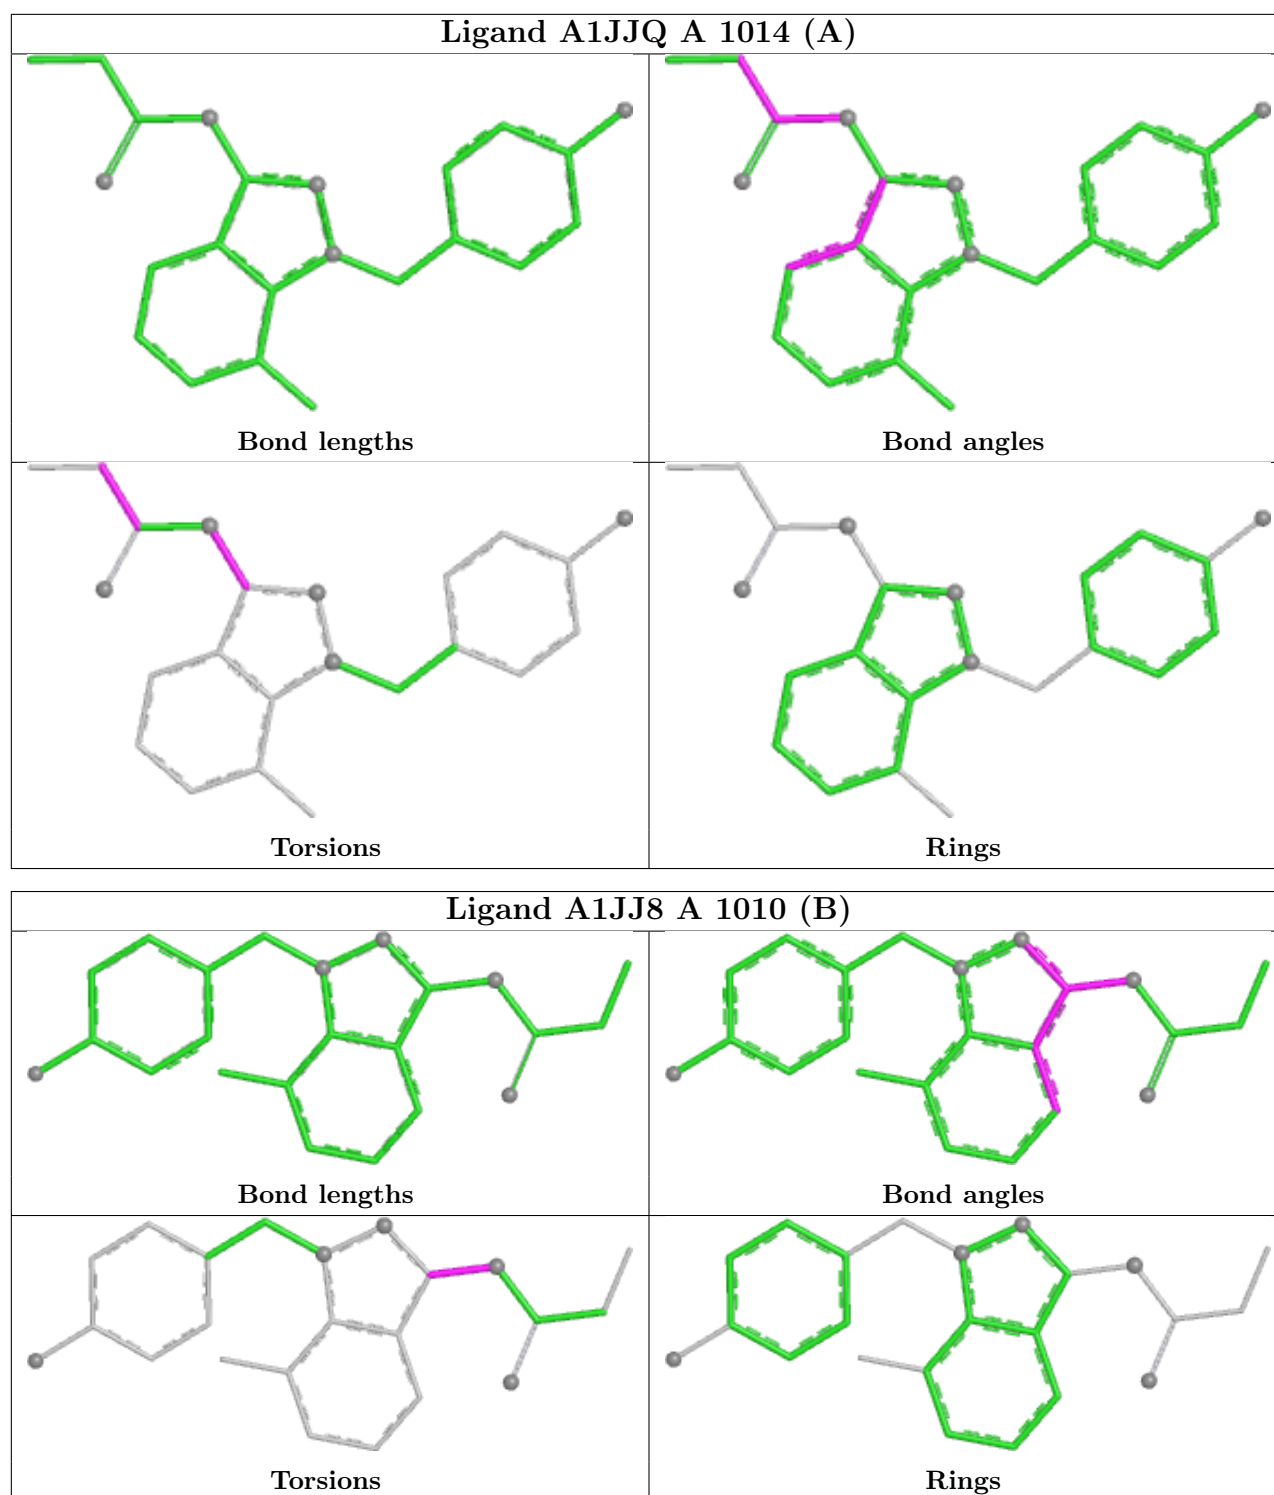 Ligand A1JJQ A 1014 (A)
Bond lengths
Bond angles
Torsions
Rings
Ligand A1JJ8 A 1010 (B)
Bond lengths
Bond angles
Torsions
Rings